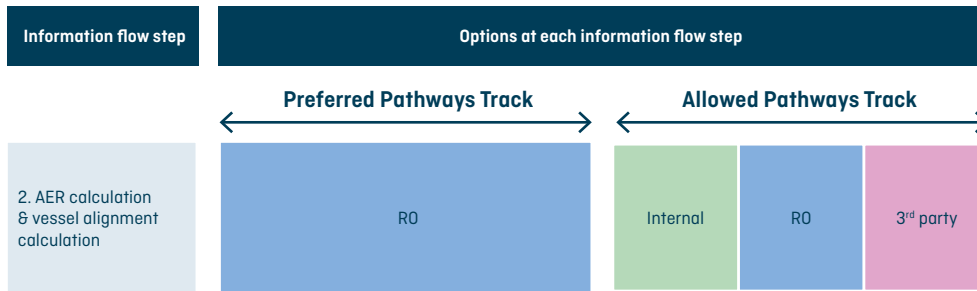 Information flow step
Options at each information flow step
Preferred Pathways Track
Allowed Pathways Track
2. AER calculation
& vessel alignment
calculation
RO
Internal
RO
3rd party